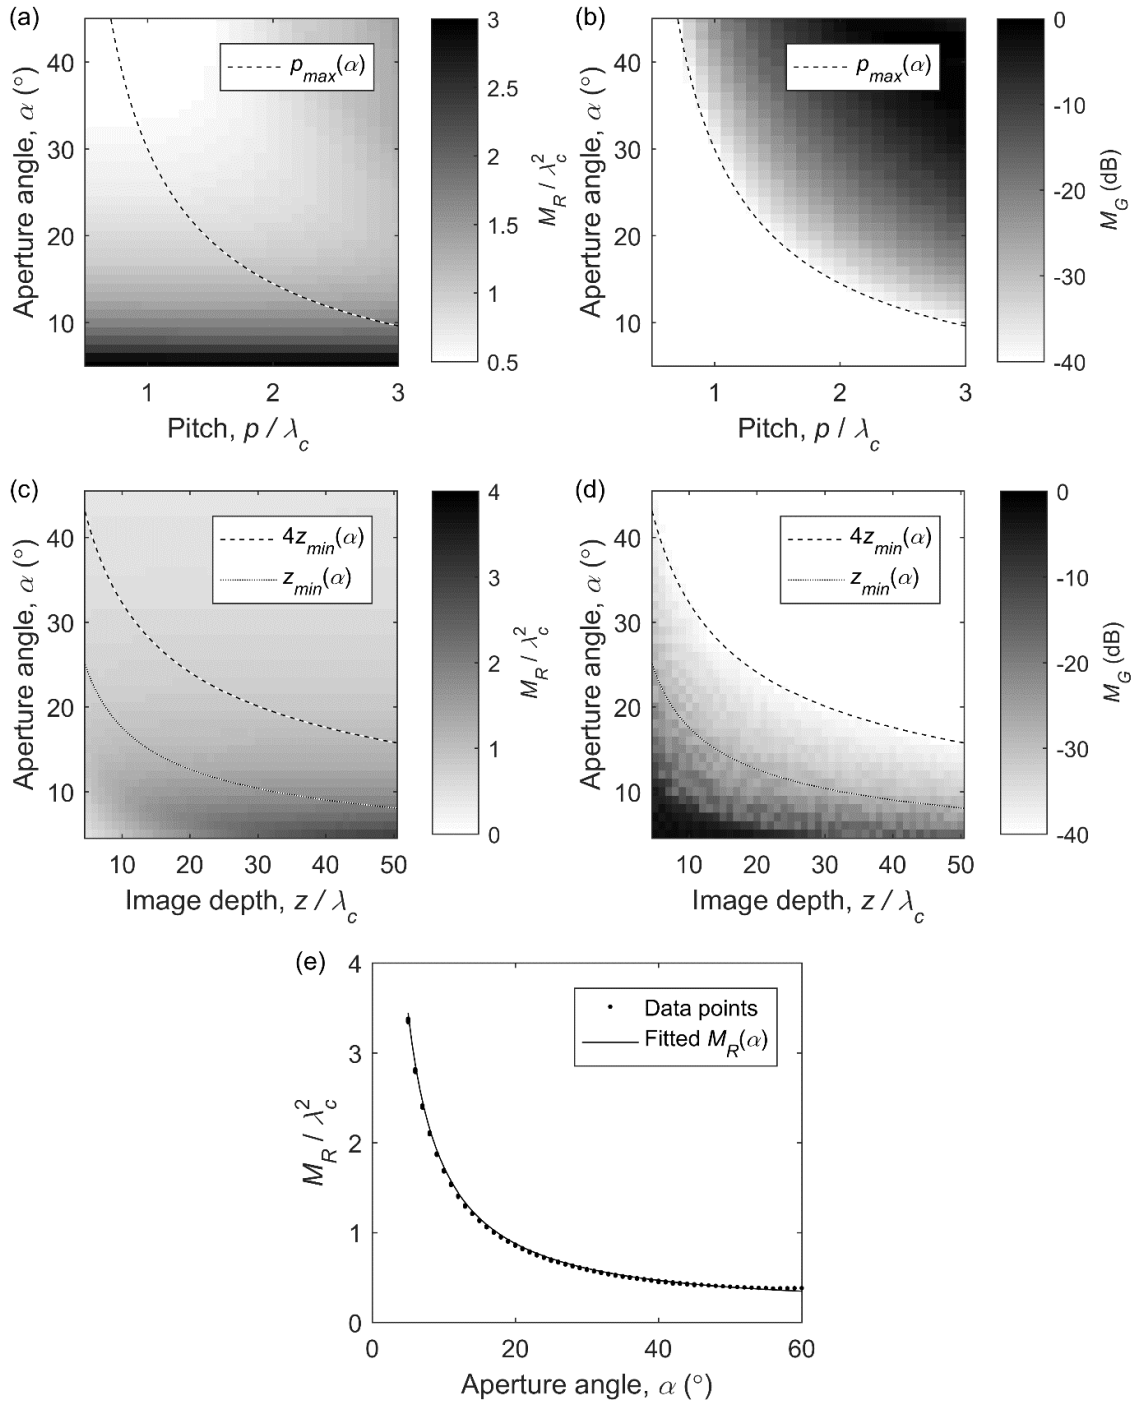 (a)
40
30
20
10
Aperture angle, α (°)
1
2
3
Pitch, p / λc
p_max(α)
3
2.5
2
1.5
1
0.5
M_R / λ_c^2
(b)
40
30
20
10
Aperture angle, α (°)
1
2
3
Pitch, p / λc
p_max(α)
0
-10
-20
-30
-40
M_G (dB)
(c)
40
30
20
10
Aperture angle, α (°)
10 20 30 40 50
Image depth, z / λc
4z_min(α)
z_min(α)
4
3
2
1
0
M_R / λ_c^2
(d)
40
30
20
10
Aperture angle, α (°)
10 20 30 40 50
Image depth, z / λc
4z_min(α)
z_min(α)
0
-10
-20
-30
-40
M_G (dB)
(e)
4
3
2
1
0
M_R / λ_c^2
0 20 40 60
Aperture angle, α (°)
Data points
Fitted M_R(α)